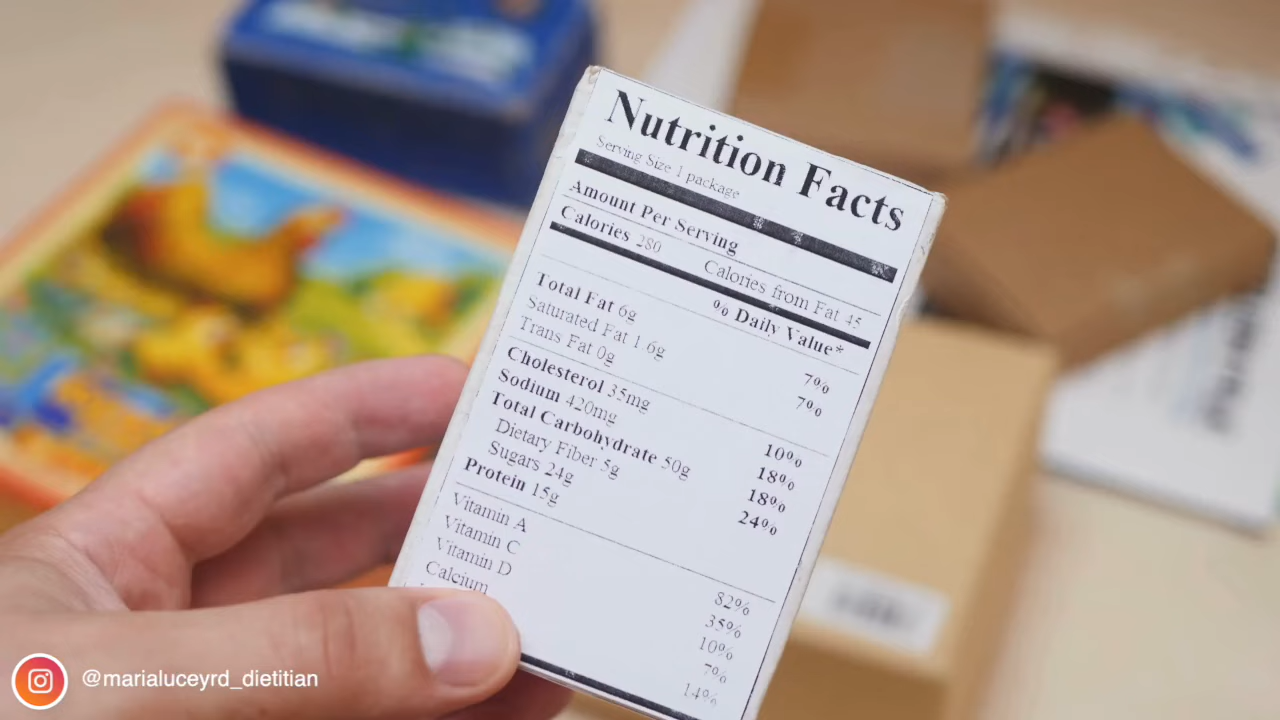 Nutrition Facts
Serving Size 1 package
Amount Per Serving
Calories 280 Calories from Fat 45
% Daily Value*
Total Fat 6g 7%
Saturated Fat 1.6g 7%
Trans Fat 0g
Cholesterol 35mg 10%
Sodium 420mg 18%
Total Carbohydrate 50g 18%
Dietary Fiber 5g 24%
Sugars 24g
Protein 15g
Vitamin A 82%
Vitamin C 35%
Vitamin D 10%
Calcium 7%
14%
@marialuceyrd_dietitian